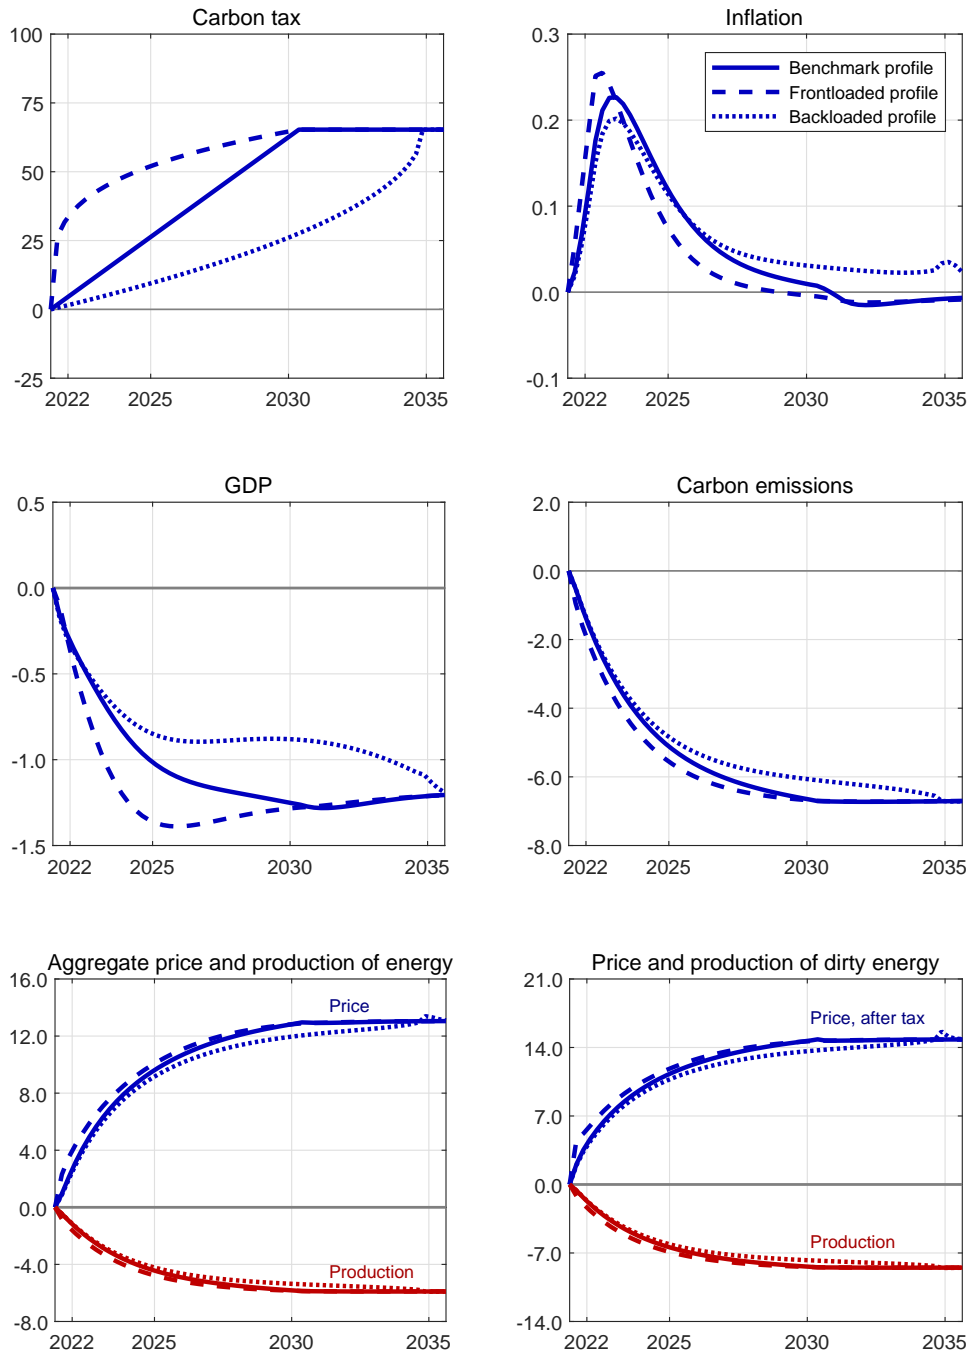 Carbon tax
100
75
50
25
0
-25
2022 2025 2030 2035
Inflation
0.3
0.2
0.1
0.0
-0.1
Benchmark profile
Frontloaded profile
Backloaded profile
2022 2025 2030 2035
GDP
0.5
0.0
-0.5
-1.0
-1.5
2022 2025 2030 2035
Carbon emissions
2.0
0.0
-2.0
-4.0
-6.0
-8.0
2022 2025 2030 2035
Aggregate price and production of energy
16.0
12.0
8.0
4.0
0.0
-4.0
-8.0
Price
Production
2022 2025 2030 2035
Price and production of dirty energy
21.0
14.0
7.0
0.0
-7.0
-14.0
Price, after tax
Production
2022 2025 2030 2035